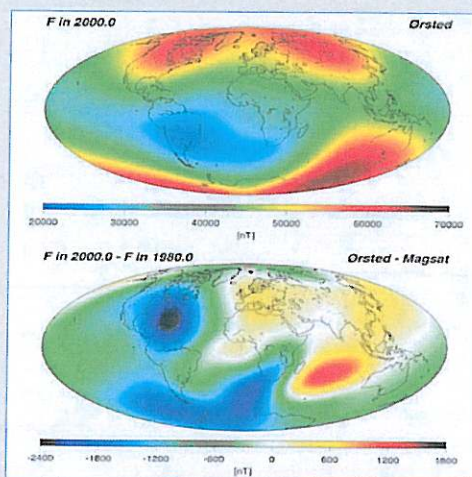 F in 2000.0 Ørsted
20000 30000 40000 50000 60000 70000
[nT]
F in 2000.0 - F in 1980.0 Ørsted - Magsat
-2400 -1800 -1200 -600 0 600 1200 1800
[nT]